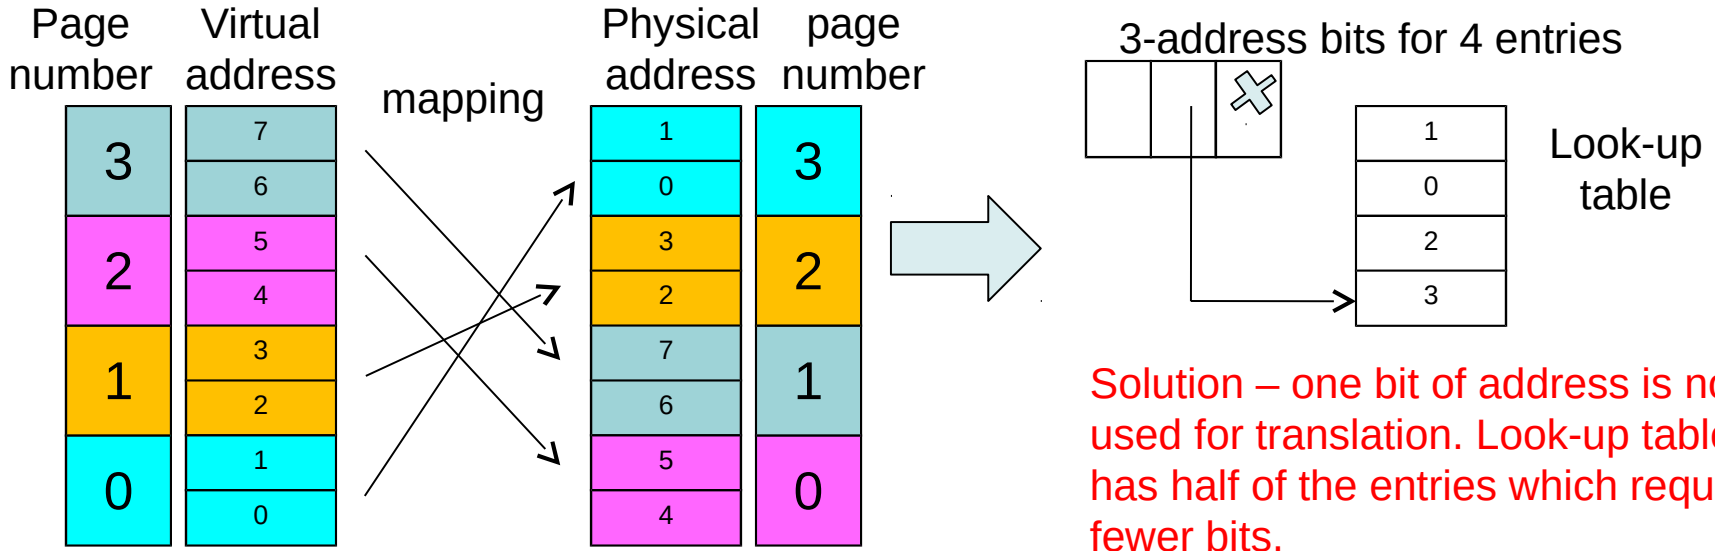 Page number
Virtual address
mapping
Physical address
page number
3-address bits for 4 entries
3
2
1
0
7
6
5
4
3
2
1
0
1
0
3
2
7
6
5
4
3
2
1
0
1
0
2
3
Look-up
table
Solution – one bit of address is
used for translation. Look-up
has half of the entries which
fewer bits.